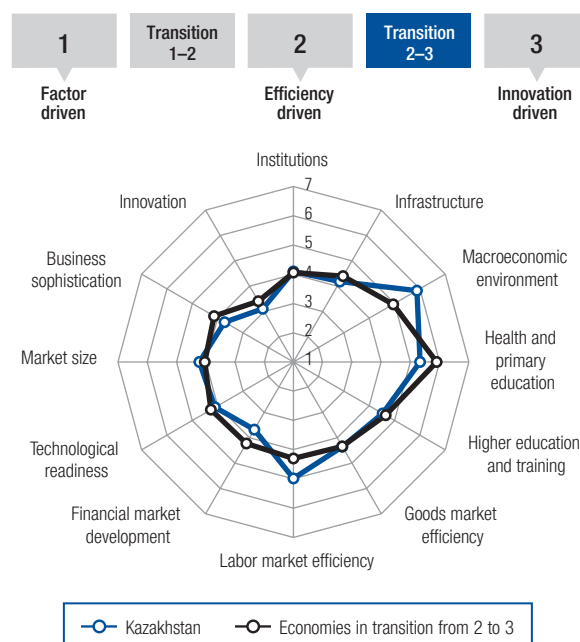 1
Transition
1–2
2
Transition
2–3
3
Factor
driven
Efficiency
driven
Innovation
driven
Institutions
7
Innovation
Infrastructure
6
5
Business
sophistication
Macroeconomic
environment
4
3
2
Market size
1
Health and
primary
education
Technological
readiness
Higher education
and training
Financial market
development
Goods market
efficiency
Labor market efficiency
Kazakhstan
Economies in transition from 2 to 3